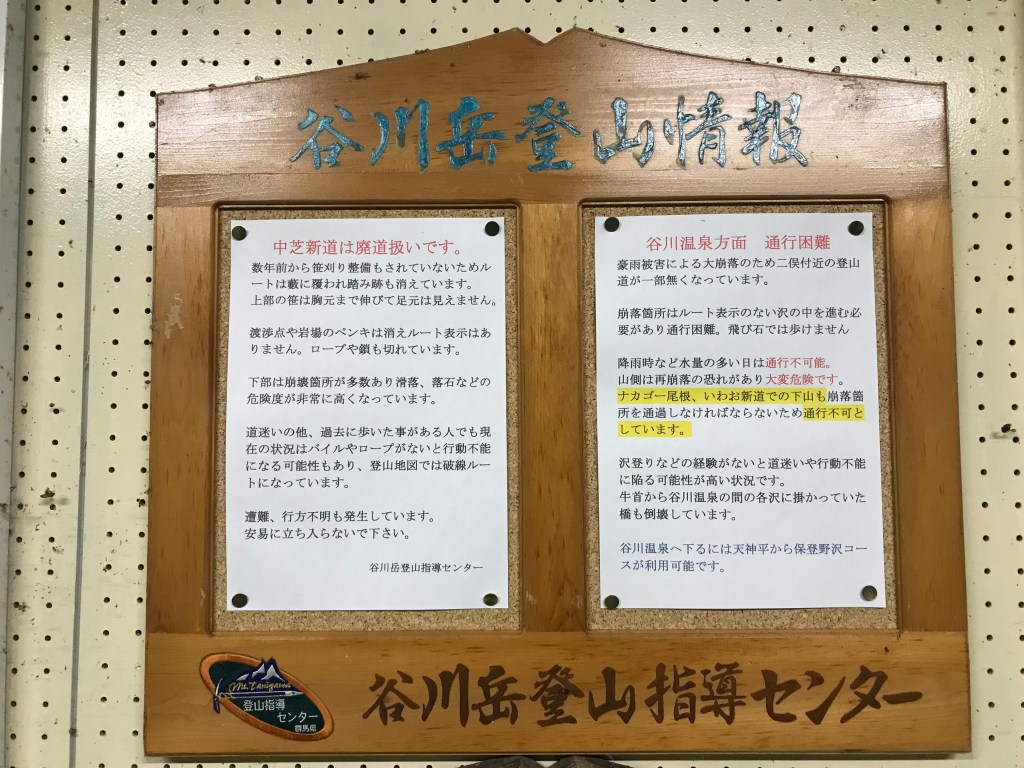 谷川岳登山情報
中芝新道は廃道扱いです。
数年前から笹刈り整備もされていないためル
ートは藪に覆われ踏み跡も消えています。
上部の笹は胸元まで伸びて足元は見えません。
渡渉点や岩場のペンキは消えルート表示はあ
りません。ロープや鎖も切れています。
下部は崩壊箇所が多数あり滑落、落石などの
危険度が非常に高くなっています。
道迷いの他、過去に歩いた事がある人でも現
在の状況はバイルやロープがないと行動不能
になる可能性もあり、登山地図では破線ルー
トになっています。
遭難、行方不明も発生しています。
安易に立ち入らないで下さい。
谷川岳登山指導センター
谷川温泉方面　通行困難
豪雨被害による大崩落のため二俣付近の登山
道が一部無くなっています。
崩落箇所はルート表示のない沢の中を進む必
要があり通行困難。飛び石では歩けません
降雨時など水量の多い日は通行不可能。
山側は再崩落の恐れがあり大変危険です。
ナカゴー尾根、いわお新道での下山も崩落箇
所を通過しなければならないため通行不可と
しています。
沢登りなどの経験がないと道迷いや行動不能
に陥る可能性が高い状況です。
牛首から谷川温泉の間の各沢に掛かっていた
橋も倒壊しています。
谷川温泉へ下るには天神平から保登野沢コー
スが利用可能です。
Mt.Tanigawa
登山指導
センター
群馬県
谷川岳登山指導センター